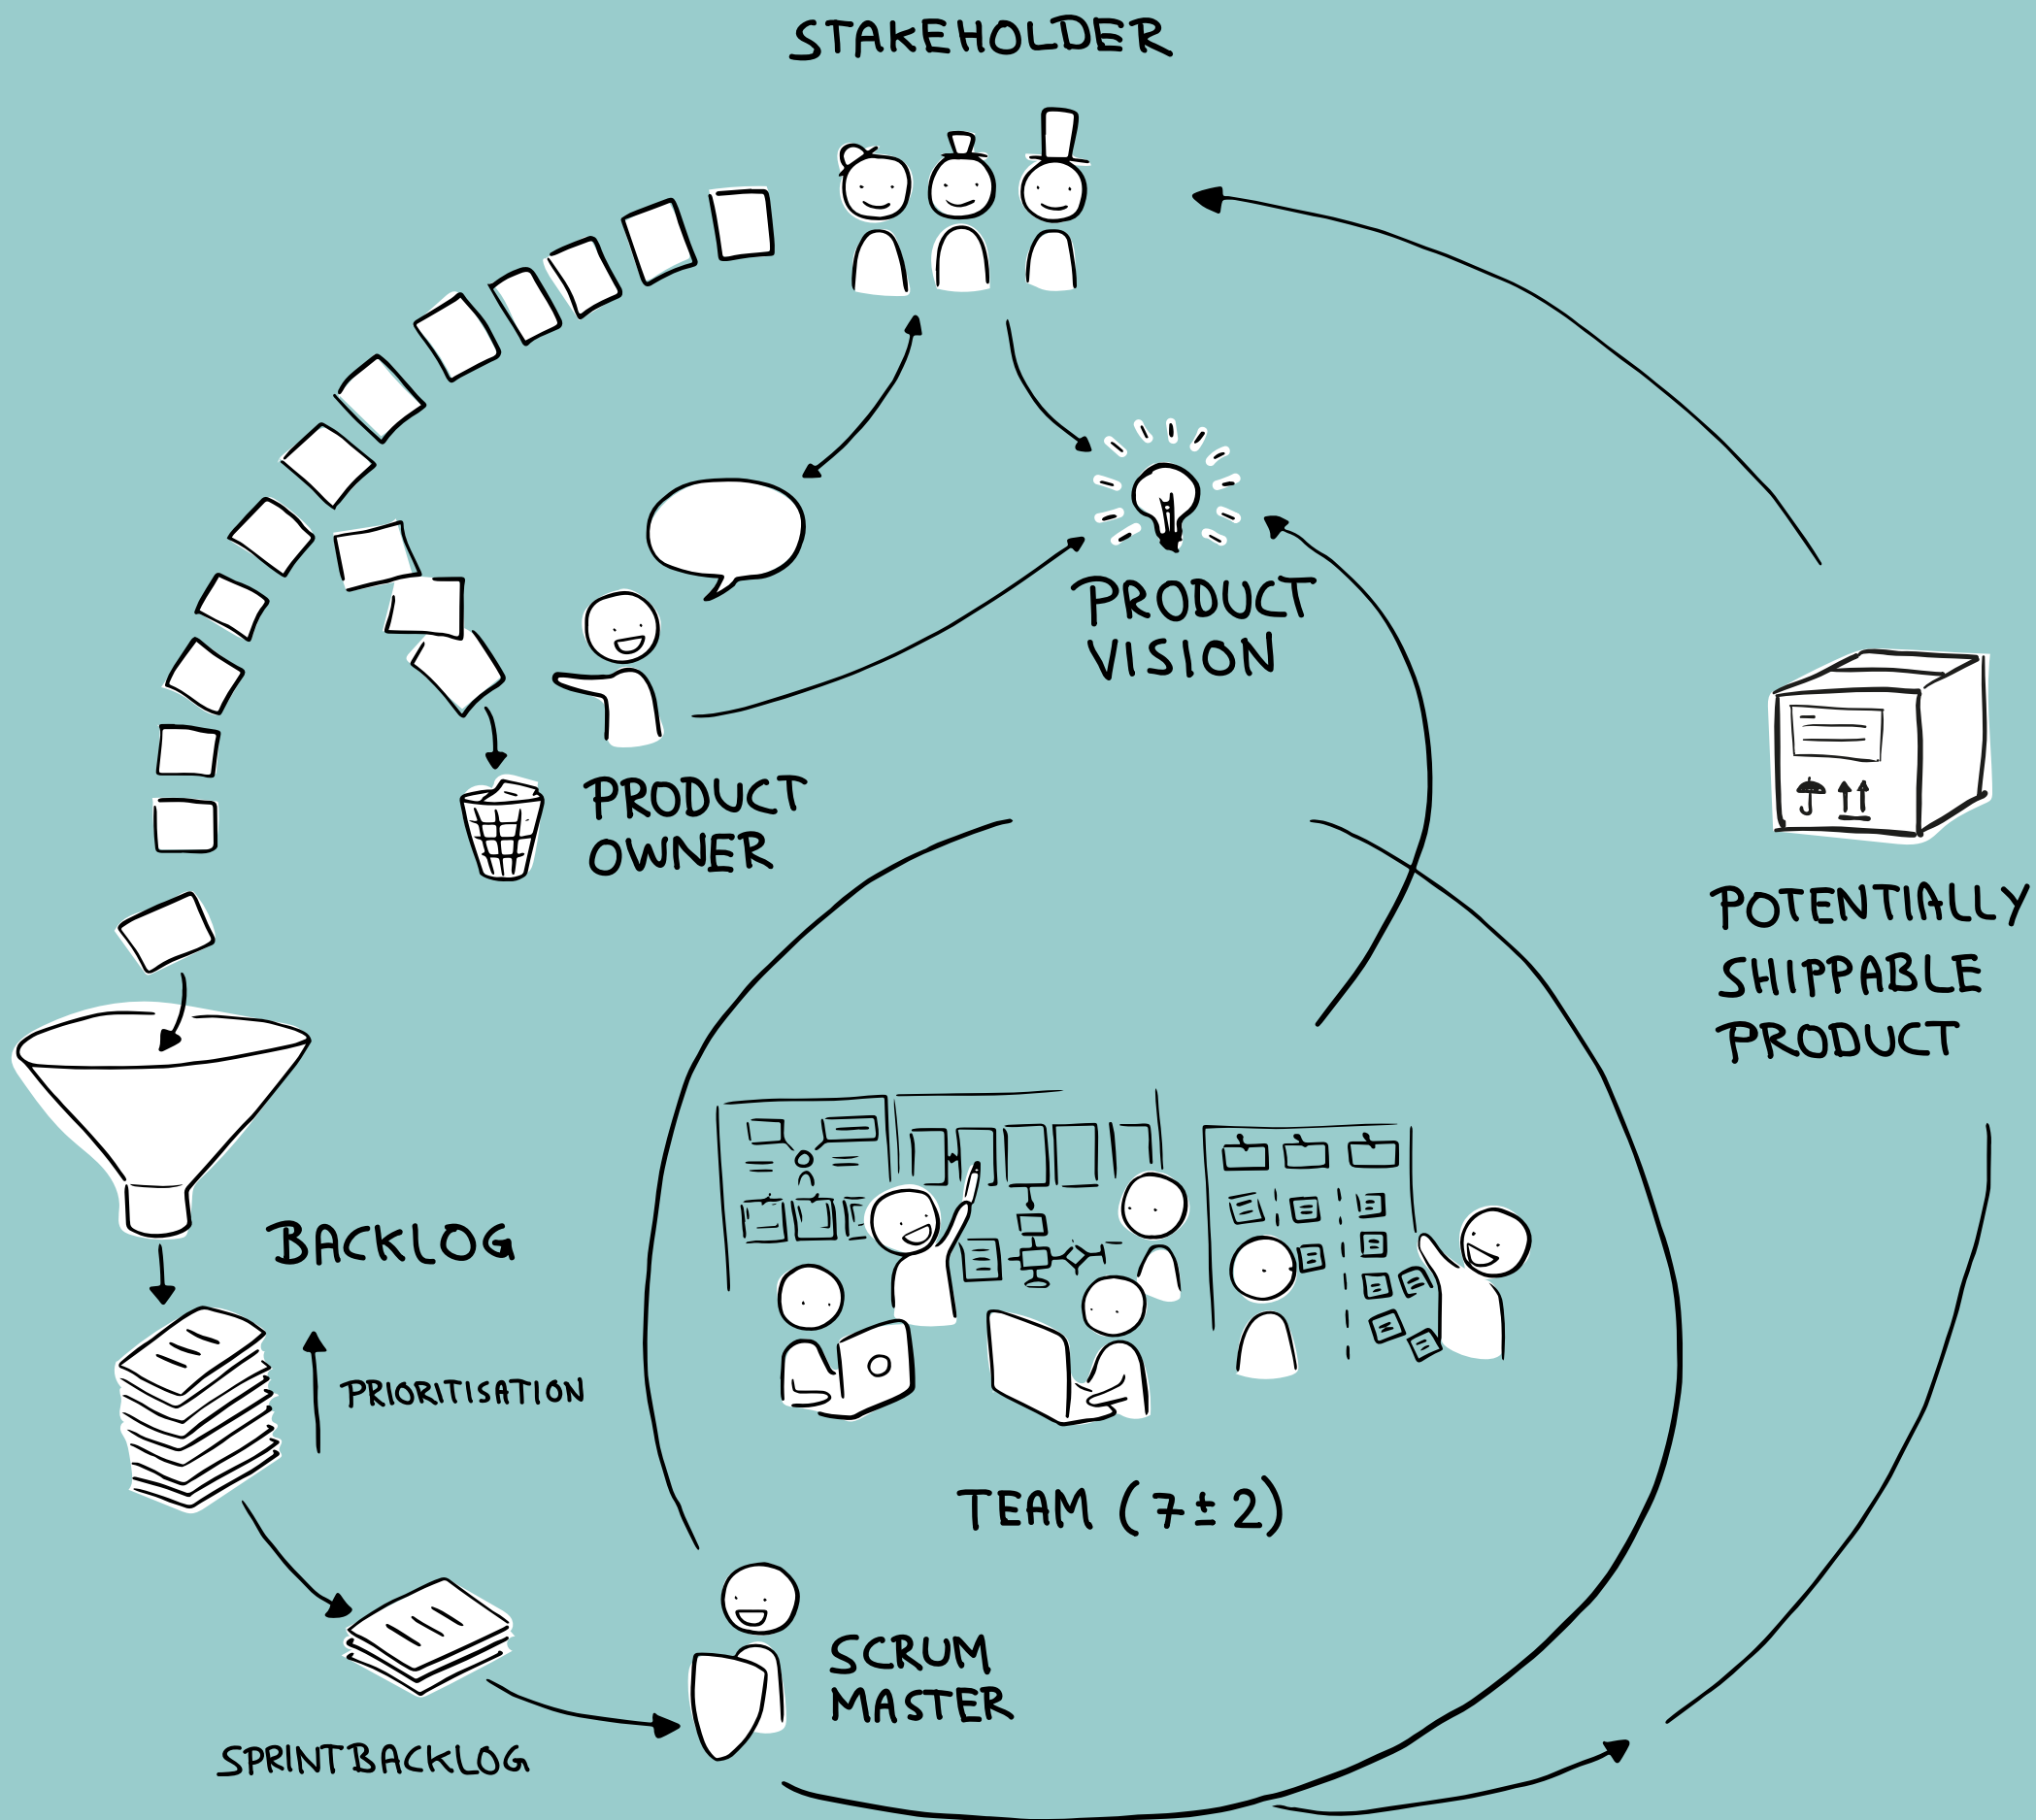 STAKEHOLDER
PRODUCT
VISION
PRODUCT
OWNER
POTENTIALLY
SHIPPABLE
PRODUCT
BACKLOG
PRIORITISATION
TEAM (7±2)
SCRUM
MASTER
SPRINTBACKLOG